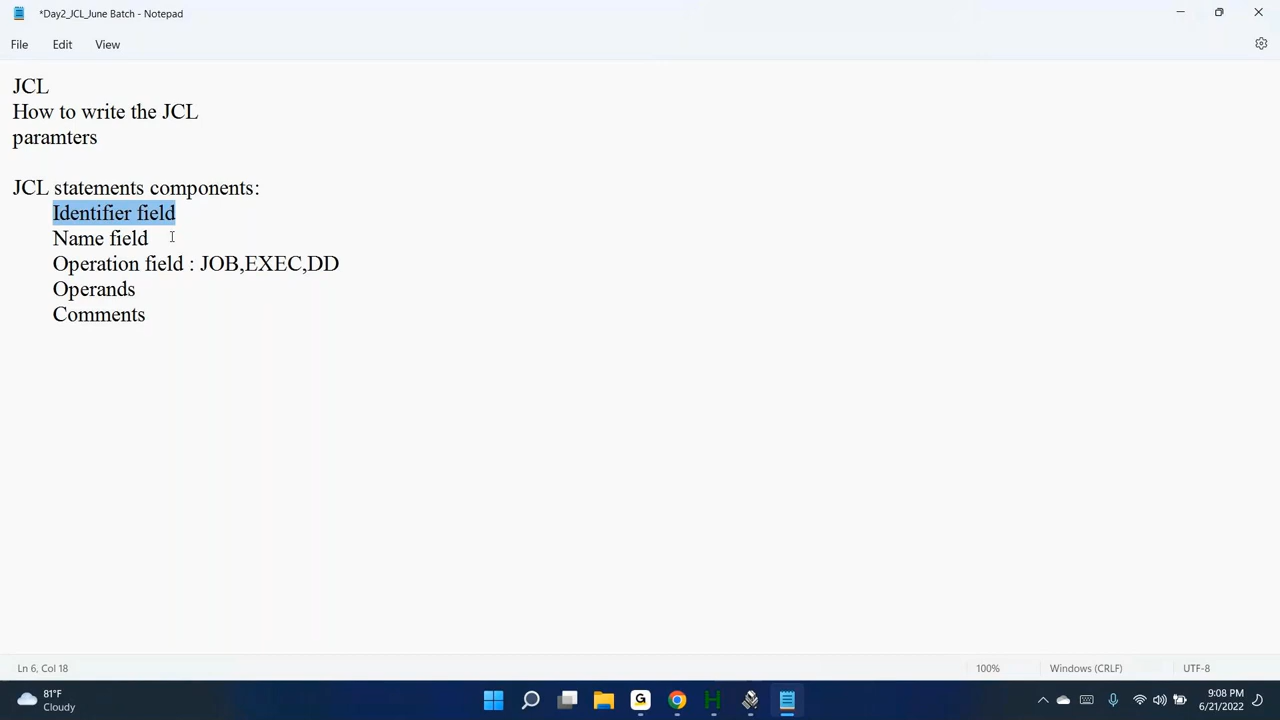 *Day2_JCL_June Batch - Notepad
File Edit View
JCL
How to write the JCL
paramters
JCL statements components:
Identifier field
Name field
Operation field : JOB,EXEC,DD
Operands
Comments
Ln 6, Col 18 100% Windows (CRLF) UTF-8
81°F
Cloudy
G
H
9:08 PM
6/21/2022